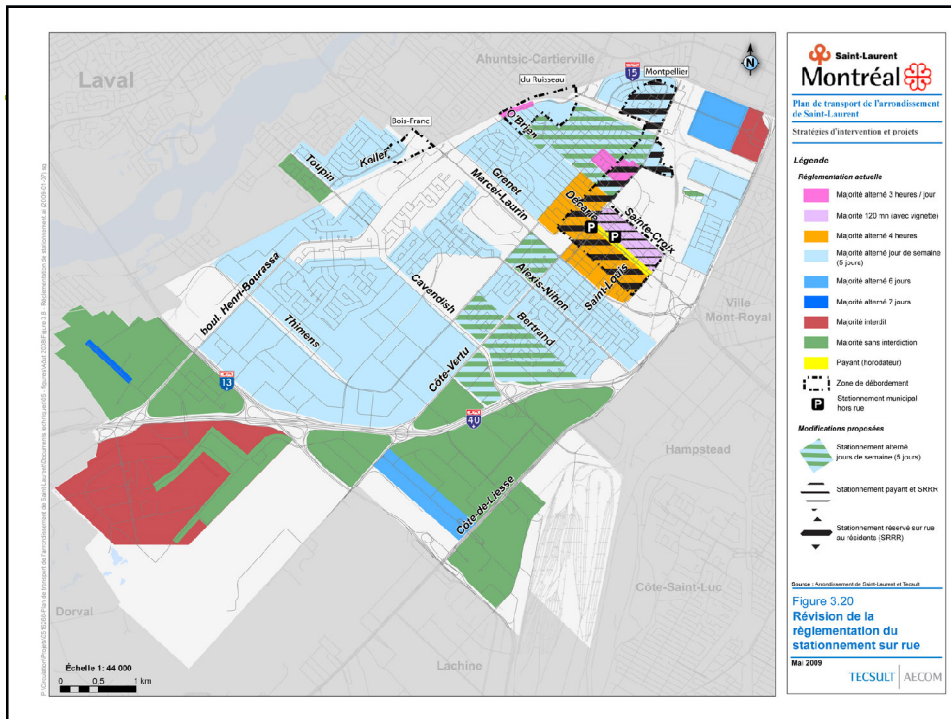 Laval
Ahuntsic-Cartierville
15
Montpellier
du Ruisseau
Bois-Franc
O'Brien
N
Toupin
Keller
Grenet
Marcel-Laurin
Décarie
Sainte-Croix
P
P
Saint-Louis
Alexis-Nihon
boul. Henri-Bourassa
Cavendish
Bertrand
Thimens
Côte-Vertu
Ville
Mont-Royal
13
40
Hampstead
Côte-de-Liesse
Côte-Saint-Luc
Dorval
Lachine
Échelle 1: 44 000
0 0,5 1 km
Saint-Laurent
Montréal
Plan de transport de l'arrondissement
de Saint-Laurent
Stratégies d'intervention et projets
Légende
Règlementation actuelle
Majorité alterné 3 heures / jour
Majorité 120 mn (avec vignette)
Majorité alterné 4 heures
Majorité alterné jour de semaine
(5 jours)
Majorité alterné 6 jours
Majorité alterné 7 jours
Majorité interdit
Majorité sans interdiction
Payant (horodateur)
Zone de débordement
P
Stationnement municipal
hors rue
Modifications proposées
Stationnement alterné
jours de semaine (5 jours)
Stationnement payant et SRRR
Stationnement réservé sur rue
au résidents (SRRR)
Source : Arrondissement de Saint-Laurent et Tecsult
Figure 3.20
Révision de la
règlementation du
stationnement sur rue
Mai 2009
TECSULT | AECOM